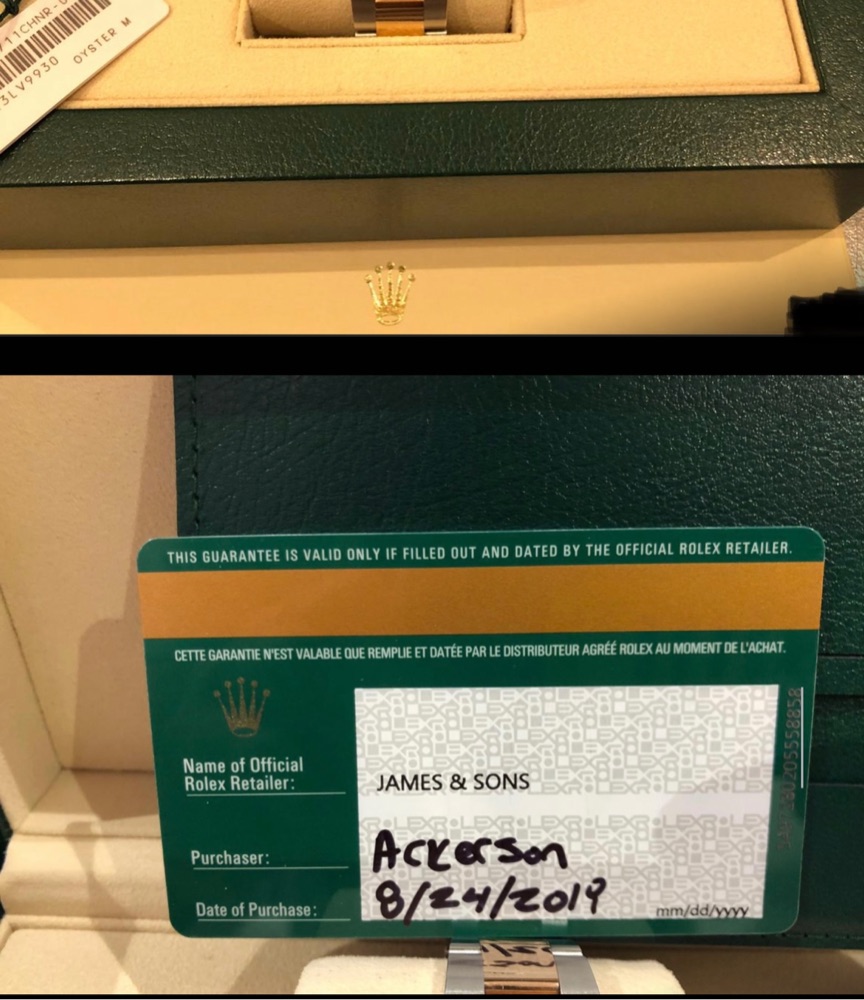 11CHNR-
3LV9930 OYSTER M
THIS GUARANTEE IS VALID ONLY IF FILLED OUT AND DATED BY THE OFFICIAL ROLEX RETAILER.
CETTE GARANTIE N'EST VALABLE QUE REMPLIE ET DATÉE PAR LE DISTRIBUTEUR AGRÉÉ ROLEX AU MOMENT DE L'ACHAT.
Name of Official
Rolex Retailer:
JAMES & SONS
Purchaser: Ackerson
Date of Purchase: 8/24/2019 mm/dd/yyyy